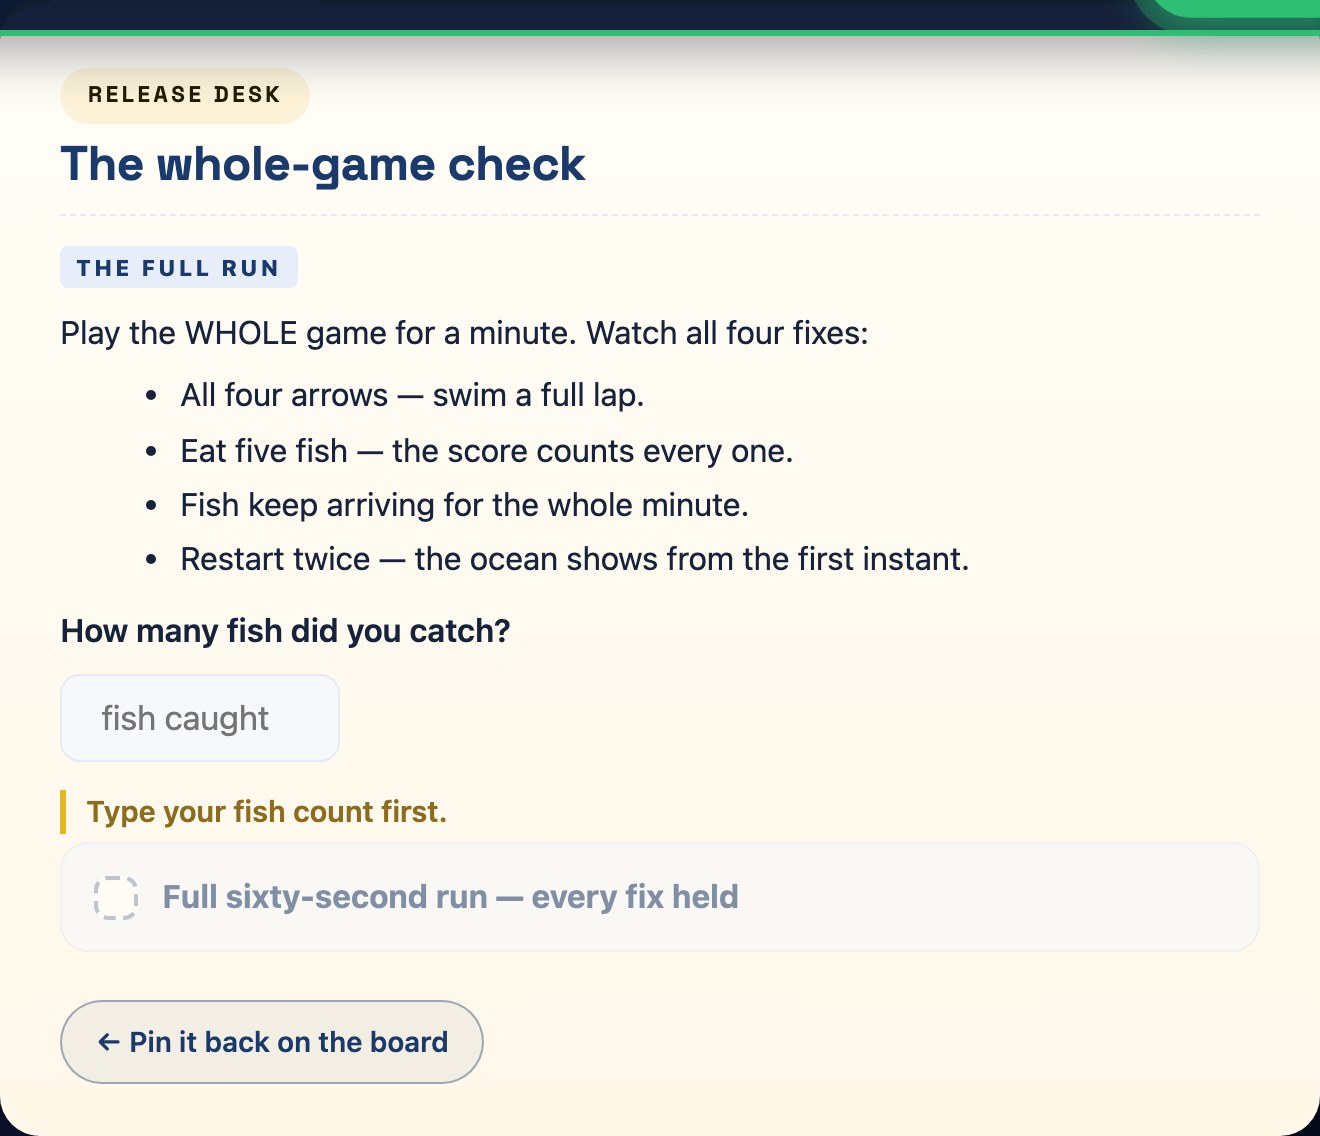 RELEASE DESK
The whole-game check
THE FULL RUN
Play the WHOLE game for a minute. Watch all four fixes:
• All four arrows — swim a full lap.
• Eat five fish — the score counts every one.
• Fish keep arriving for the whole minute.
• Restart twice — the ocean shows from the first instant.
How many fish did you catch?
fish caught
Type your fish count first.
Full sixty-second run — every fix held
← Pin it back on the board